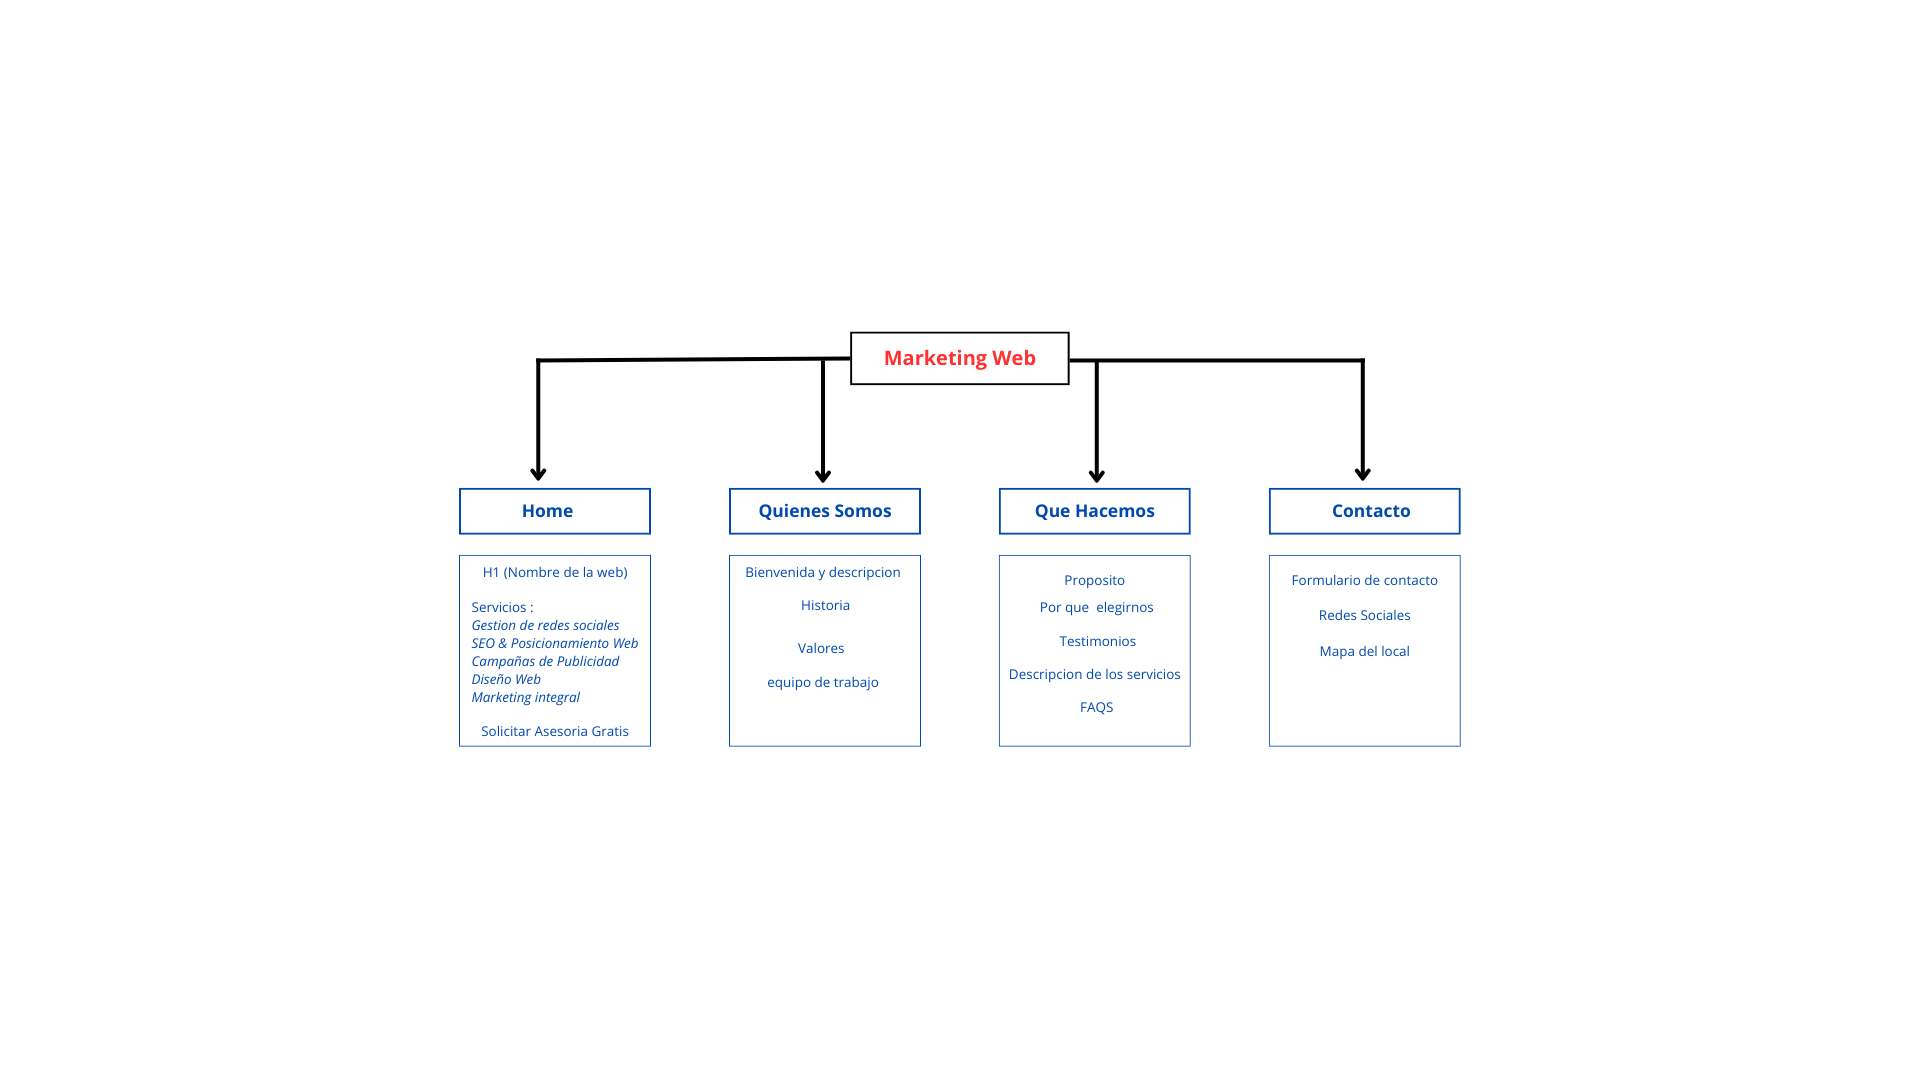 Marketing Web
Home
Quienes Somos
Que Hacemos
Contacto
H1 (Nombre de la web)
Servicios :
Gestion de redes sociales
SEO & Posicionamiento Web
Campañas de Publicidad
Diseño Web
Marketing integral
Solicitar Asesoria Gratis
Bienvenida y descripcion
Historia
Valores
equipo de trabajo
Proposito
Por que  elegirnos
Testimonios
Descripcion de los servicios
FAQS
Formulario de contacto
Redes Sociales
Mapa del local